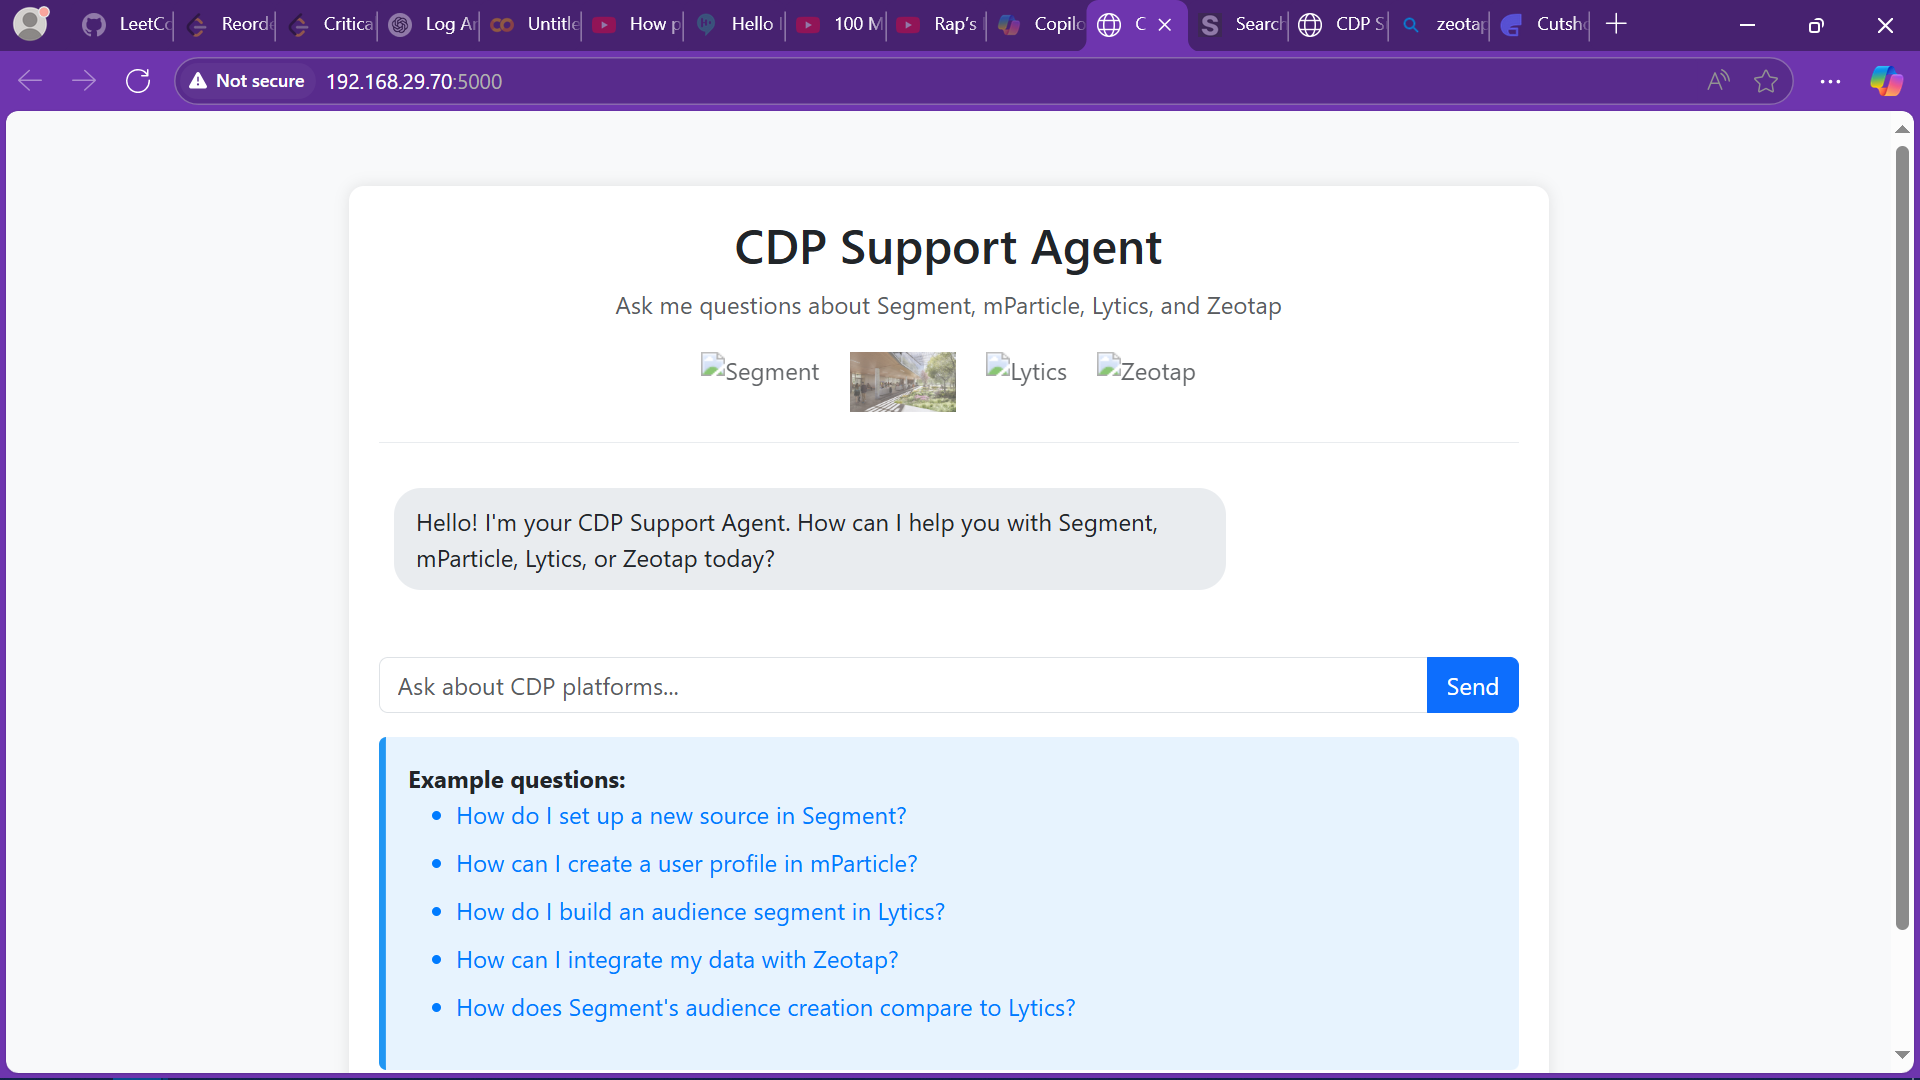 LeetCo
Reord
Critica
Log Ar
Untitle
How p
Hello
100 M
Rap's
Copilo
C
Search
CDP S
zeotap
Cutsho
Not secure
192.168.29.70:5000
CDP Support Agent
Ask me questions about Segment, mParticle, Lytics, and Zeotap
Segment
Lytics
Zeotap
Hello! I'm your CDP Support Agent. How can I help you with Segment,
mParticle, Lytics, or Zeotap today?
Ask about CDP platforms...
Send
Example questions:
How do I set up a new source in Segment?
How can I create a user profile in mParticle?
How do I build an audience segment in Lytics?
How can I integrate my data with Zeotap?
How does Segment's audience creation compare to Lytics?